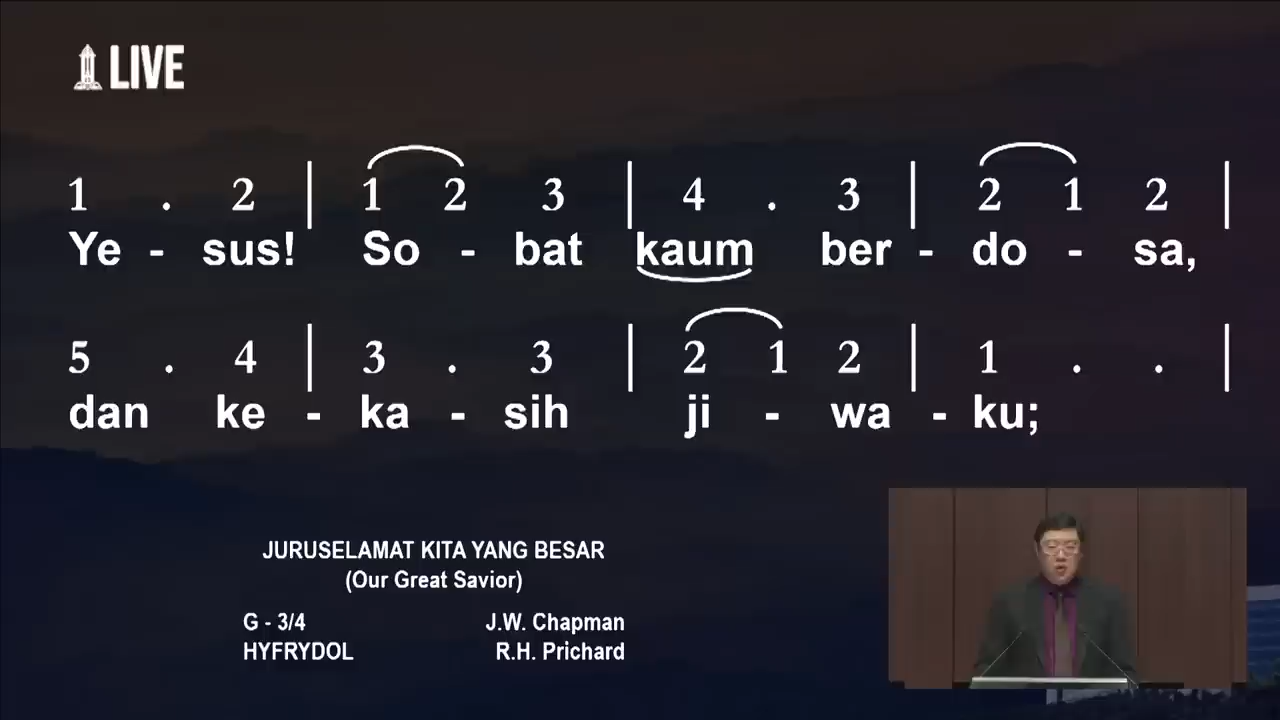 LIVE
1 . 2 | 1 2 3 | 4 . 3 | 2 1 2 |
Ye - sus! So - bat kaum ber - do - sa,
5 . 4 | 3 . 3 | 2 1 2 | 1 . . |
dan ke - ka - sih ji - wa - ku;
JURUSELAMAT KITA YANG BESAR
(Our Great Savior)
G - 3/4 J.W. Chapman
HYFRYDOL R.H. Prichard